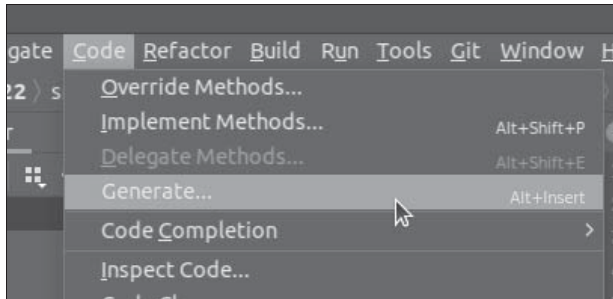 gate Code Refactor Build Run Tools Git Window H
22 s
Override Methods...
Implement Methods... Alt+Shift+P
r
Delegate Methods... Alt+Shift+E
Generate... Alt+Insert
Code Completion
Inspect Code...